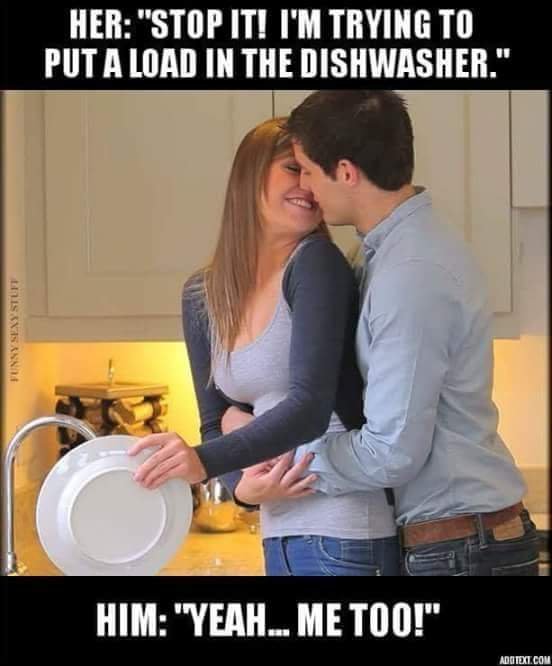 HER: "STOP IT! I'M TRYING TO
PUT A LOAD IN THE DISHWASHER."
FUNNY SEXY STUFF
HIM: "YEAH... ME TOO!"
ADDTEXT.COM